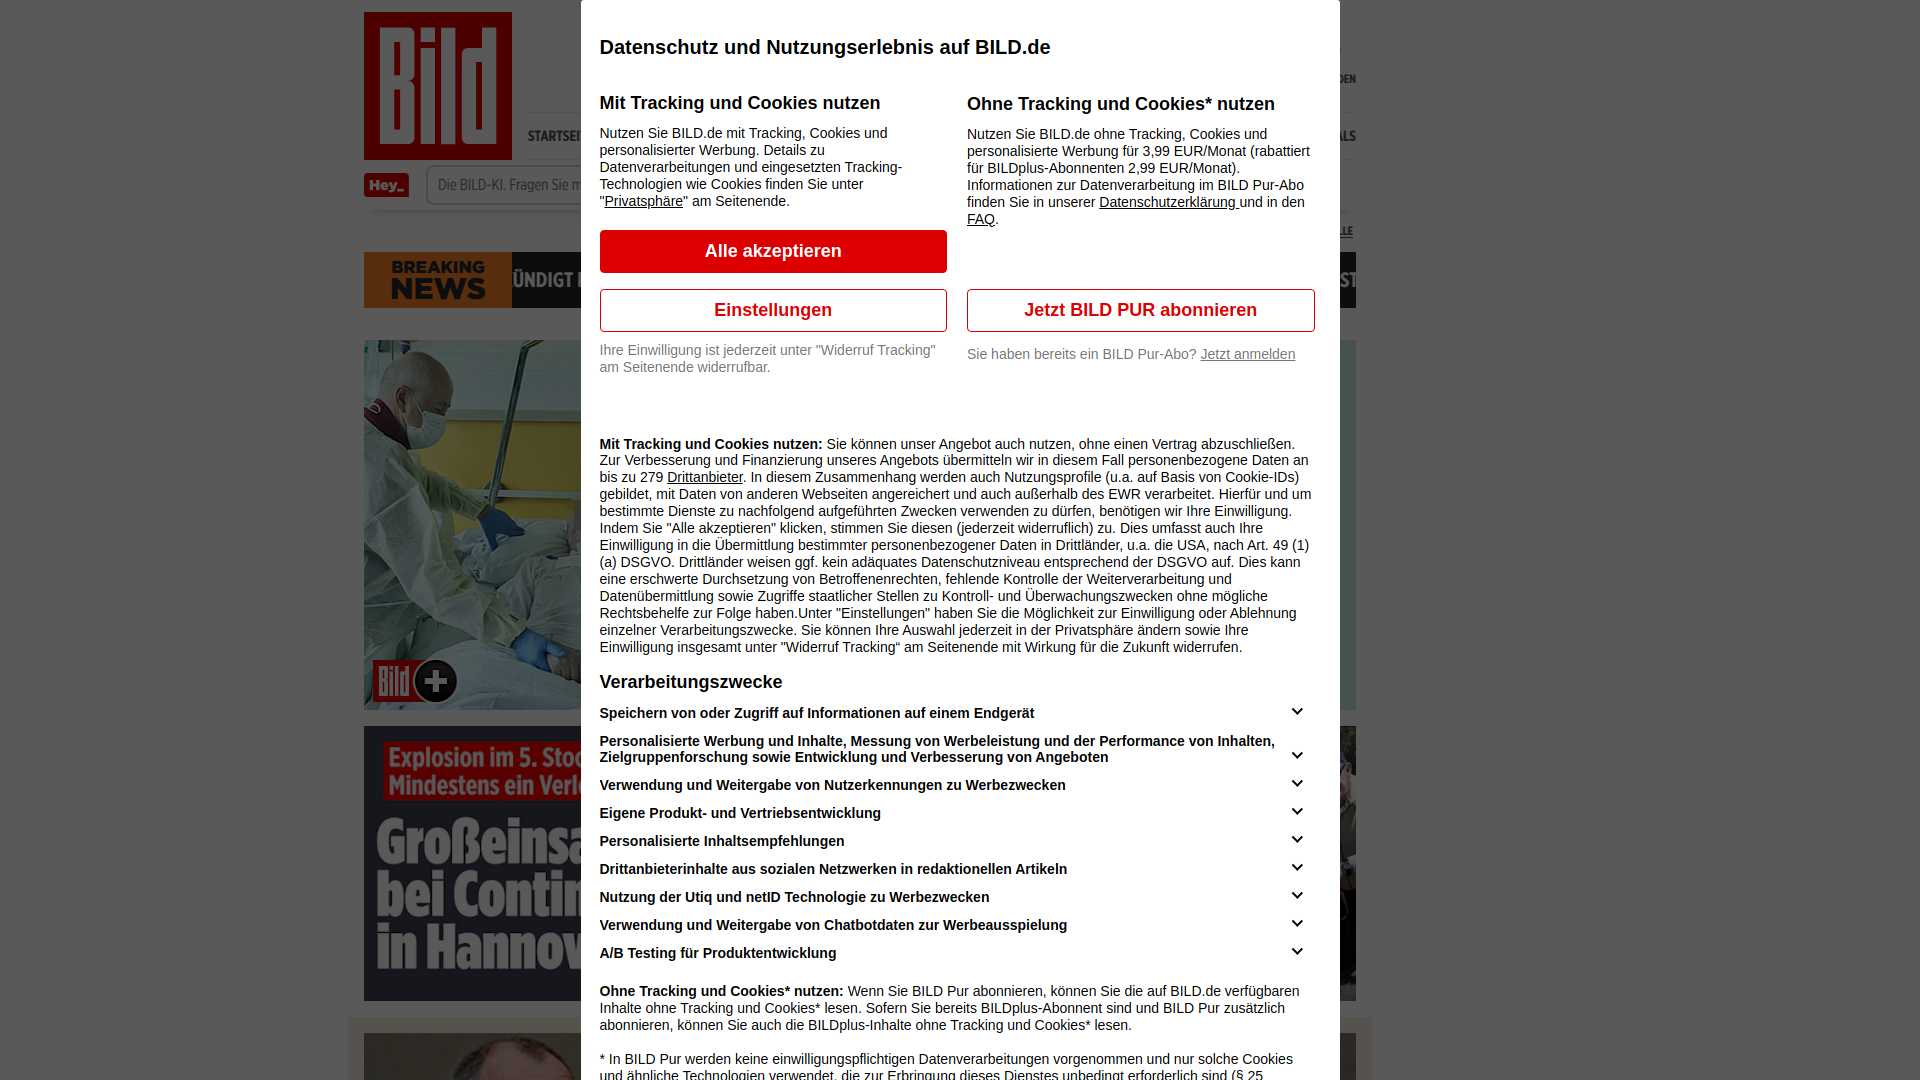 Bild
STARTSEI
Hey_
Die BILD-KI. Fragen Sie m
BREAKING
NEWS
ÜNDIGT
Bild
Explosion im 5. Stoc
Mindestens ein Verle
Großeinsa
bei Contin
in Hannov
Datenschutz und Nutzungserlebnis auf BILD.de
Mit Tracking und Cookies nutzen
Nutzen Sie BILD.de mit Tracking, Cookies und
personalisierter Werbung. Details zu
Datenverarbeitungen und eingesetzten Tracking-
Technologien wie Cookies finden Sie unter
"Privatsphäre" am Seitenende.
Alle akzeptieren
Einstellungen
Ihre Einwilligung ist jederzeit unter "Widerruf Tracking"
am Seitenende widerrufbar.
Ohne Tracking und Cookies* nutzen
Nutzen Sie BILD.de ohne Tracking, Cookies und
personalisierte Werbung für 3,99 EUR/Monat (rabattiert
für BILDplus-Abonnenten 2,99 EUR/Monat).
Informationen zur Datenverarbeitung im BILD Pur-Abo
finden Sie in unserer Datenschutzerklärung und in den
FAQ.
Jetzt BILD PUR abonnieren
Sie haben bereits ein BILD Pur-Abo? Jetzt anmelden
Mit Tracking und Cookies nutzen: Sie können unser Angebot auch nutzen, ohne einen Vertrag abzuschließen.
Zur Verbesserung und Finanzierung unseres Angebots übermitteln wir in diesem Fall personenbezogene Daten an
bis zu 279 Drittanbieter. In diesem Zusammenhang werden auch Nutzungsprofile (u.a. auf Basis von Cookie-IDs)
gebildet, mit Daten von anderen Webseiten angereichert und auch außerhalb des EWR verarbeitet. Hierfür und um
bestimmte Dienste zu nachfolgend aufgeführten Zwecken verwenden zu dürfen, benötigen wir Ihre Einwilligung.
Indem Sie "Alle akzeptieren" klicken, stimmen Sie diesen (jederzeit widerruflich) zu. Dies umfasst auch Ihre
Einwilligung in die Übermittlung bestimmter personenbezogener Daten in Drittländer, u.a. die USA, nach Art. 49 (1)
(a) DSGVO. Drittländer weisen ggf. kein adäquates Datenschutzniveau entsprechend der DSGVO auf. Dies kann
eine erschwerte Durchsetzung von Betroffenenrechten, fehlende Kontrolle der Weiterverarbeitung und
Datenübermittlung sowie Zugriffe staatlicher Stellen zu Kontroll- und Überwachungszwecken ohne mögliche
Rechtsbehelfe zur Folge haben.Unter "Einstellungen" haben Sie die Möglichkeit zur Einwilligung oder Ablehnung
einzelner Verarbeitungszwecke. Sie können Ihre Auswahl jederzeit in der Privatsphäre ändern sowie Ihre
Einwilligung insgesamt unter "Widerruf Tracking“ am Seitenende mit Wirkung für die Zukunft widerrufen.
Verarbeitungszwecke
Speichern von oder Zugriff auf Informationen auf einem Endgerät
Personalisierte Werbung und Inhalte, Messung von Werbeleistung und der Performance von Inhalten,
Zielgruppenforschung sowie Entwicklung und Verbesserung von Angeboten
Verwendung und Weitergabe von Nutzerkennungen zu Werbezwecken
Eigene Produkt- und Vertriebsentwicklung
Personalisierte Inhaltsempfehlungen
Drittanbieterinhalte aus sozialen Netzwerken in redaktionellen Artikeln
Nutzung der Utiq und netID Technologie zu Werbezwecken
Verwendung und Weitergabe von Chatbotdaten zur Werbeausspielung
A/B Testing für Produktentwicklung
Ohne Tracking und Cookies* nutzen: Wenn Sie BILD Pur abonnieren, können Sie die auf BILD.de verfügbaren
Inhalte ohne Tracking und Cookies* lesen. Sofern Sie bereits BILDplus-Abonnent sind und BILD Pur zusätzlich
abonnieren, können Sie auch die BILDplus-Inhalte ohne Tracking und Cookies* lesen.
* In BILD Pur werden keine einwilligungspflichtigen Datenverarbeitungen vorgenommen und nur solche Cookies
und ähnliche Technologien verwendet, die zur Erbringung dieses Dienstes unbedingt erforderlich sind (§ 25